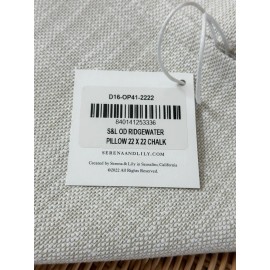 D16-OP41-2222
640141253336
S&L OD RIDGEWATER
PILLOW 22 X 22 CHALK
SERENAANDLILY.COM
Created by Serena & Lily in Sausalito, California
©2022 All Rights Reserved.